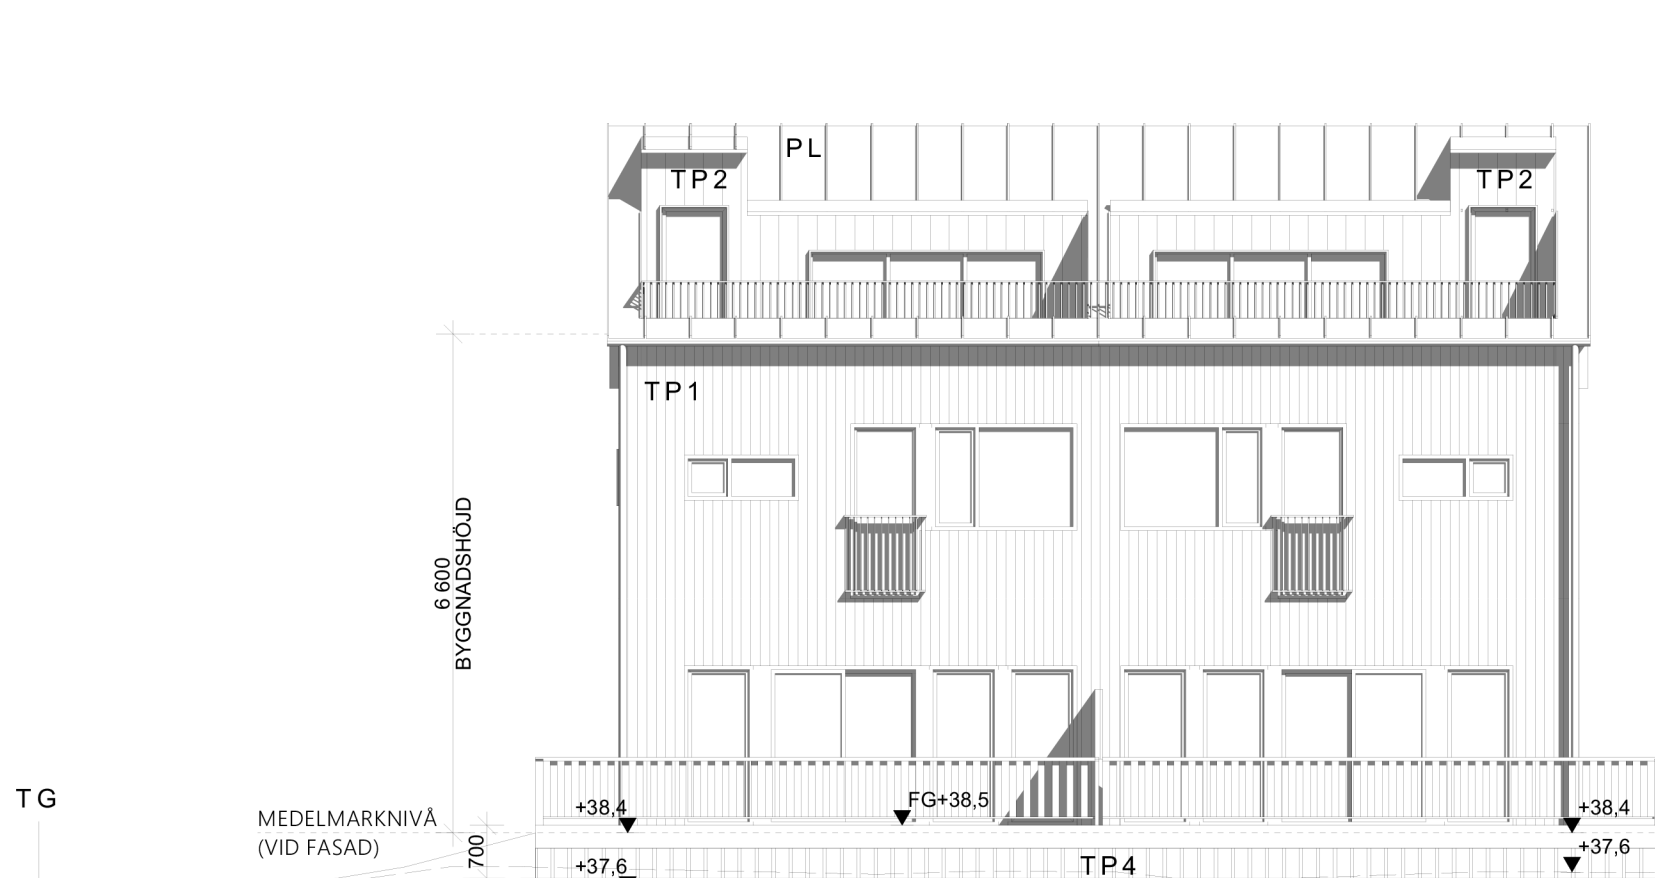 PL
TP2
TP2
TP1
6 600
BYGGNADSHÖJD
TG
FG+38,5
+38,4
+38,4
MEDELMARKNIVÅ
(VID FASAD)
700
+37,6
+37,6
TP4